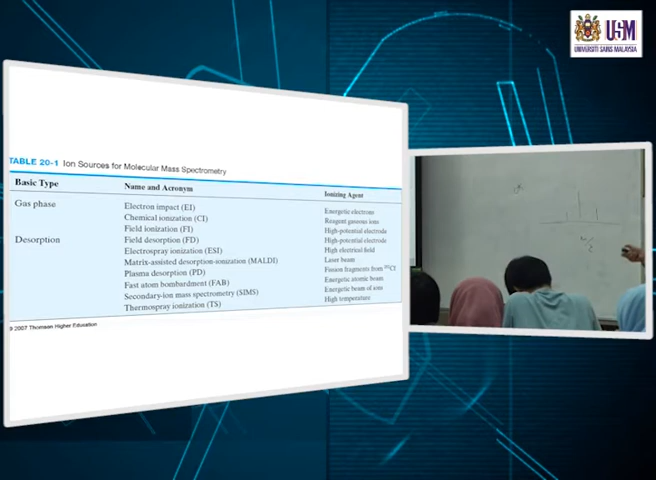 USM
UNIVERSITI SAINS MALAYSIA
TABLE 20-1 Ion Sources for Molecular Mass Spectrometry
Basic Type Name and Acronym Ionizing Agent
Gas phase Electron impact (EI) Energetic electrons
Chemical ionization (CI) Reagent gaseous ions
Field ionization (FI) High-potential electrode
Desorption Field desorption (FD) High-potential electrode
Electrospray ionization (ESI) High electrical field
Matrix-assisted desorption-ionization (MALDI) Laser beam
Plasma desorption (PD) Fission fragments from ²⁵²Cf
Fast atom bombardment (FAB) Energetic atomic beam
Secondary-ion mass spectrometry (SIMS) Energetic beam of ions
Thermospray ionization (TS) High temperature
© 2007 Thomson Higher Education